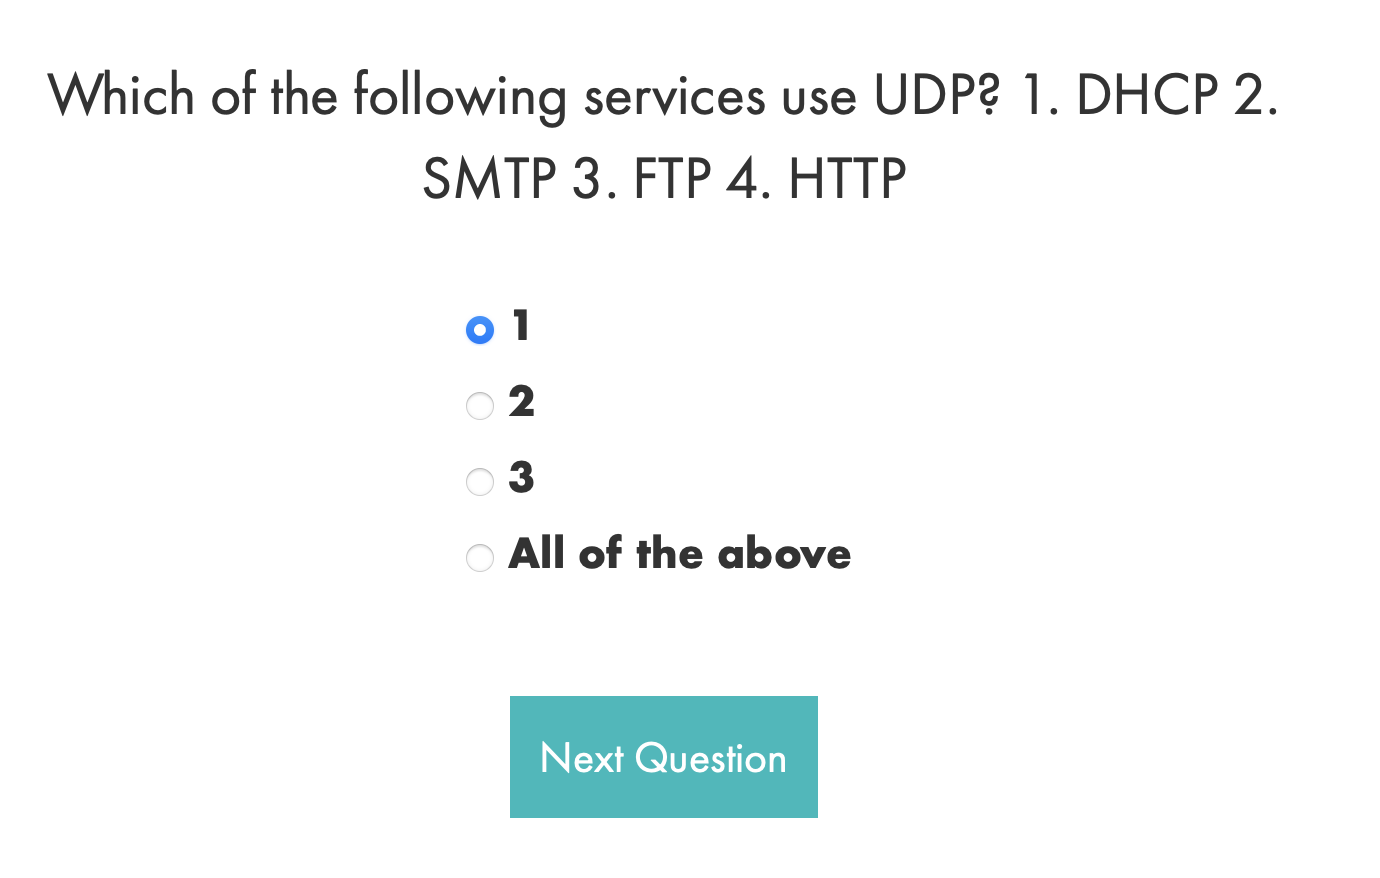 Which of the following services use UDP? 1. DHCP 2.
SMTP 3. FTP 4. HTTP
1
2
3
All of the above
Next Question